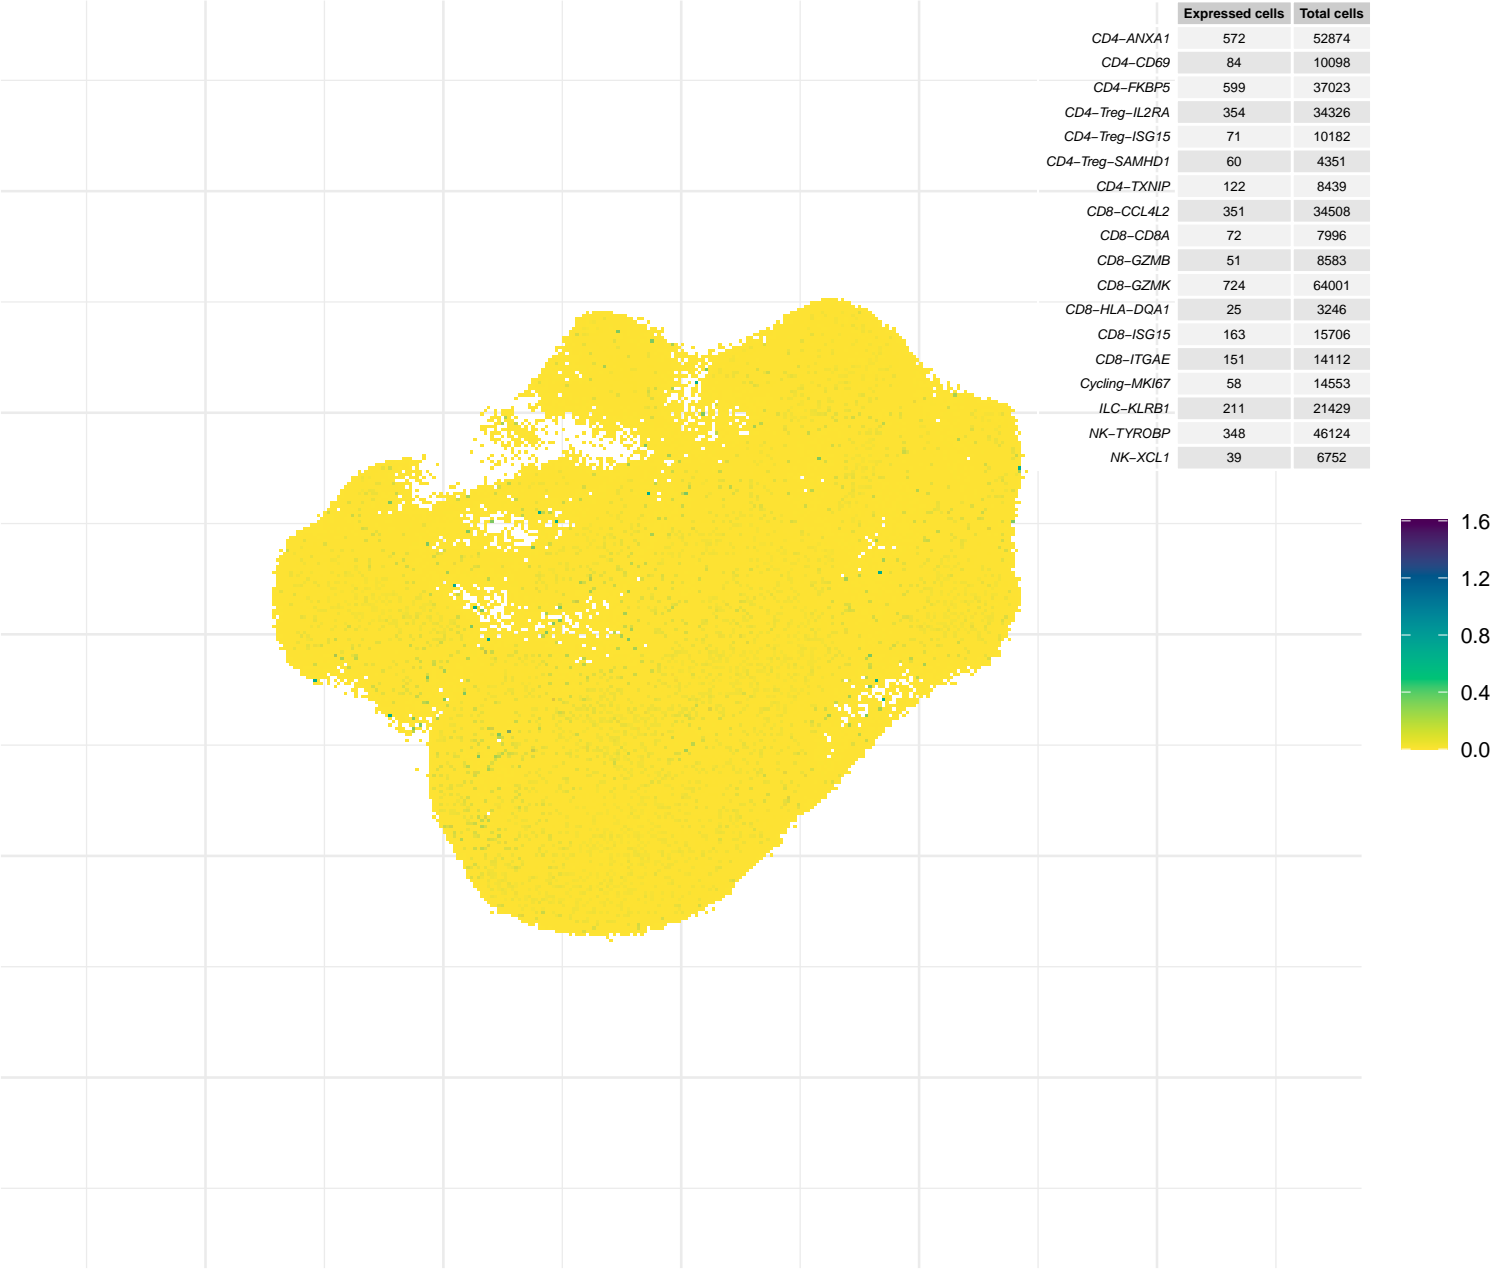 Expressed cells Total cells
CD4−ANXA1 572 52874
CD4−CD69 84 10098
CD4−FKBP5 599 37023
CD4−Treg−IL2RA 354 34326
CD4−Treg−ISG15 71 10182
CD4−Treg−SAMHD1 60 4351
CD4−TXNIP 122 8439
CD8−CCL4L2 351 34508
CD8−CD8A 72 7996
CD8−GZMB 51 8583
CD8−GZMK 724 64001
CD8−HLA−DQA1 25 3246
CD8−ISG15 163 15706
CD8−ITGAE 151 14112
Cycling−MKI67 58 14553
ILC−KLRB1 211 21429
NK−TYROBP 348 46124
NK−XCL1 39 6752
1.6
1.2
0.8
0.4
0.0